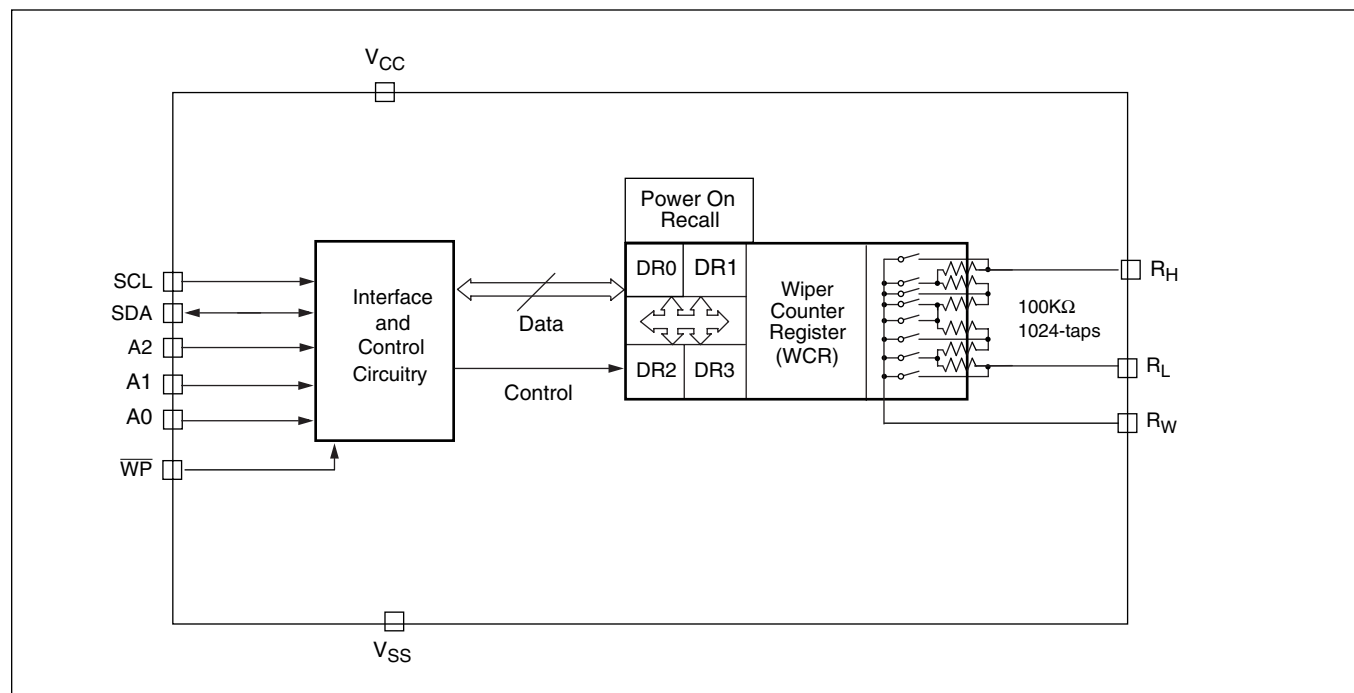 VCC
Power On
Recall
SCL
SDA
A2
A1
A0
WP
Interface
and
Control
Circuitry
Data
Control
DR0
DR1
DR2
DR3
Wiper
Counter
Register
(WCR)
100KΩ
1024-taps
RH
RL
RW
VSS